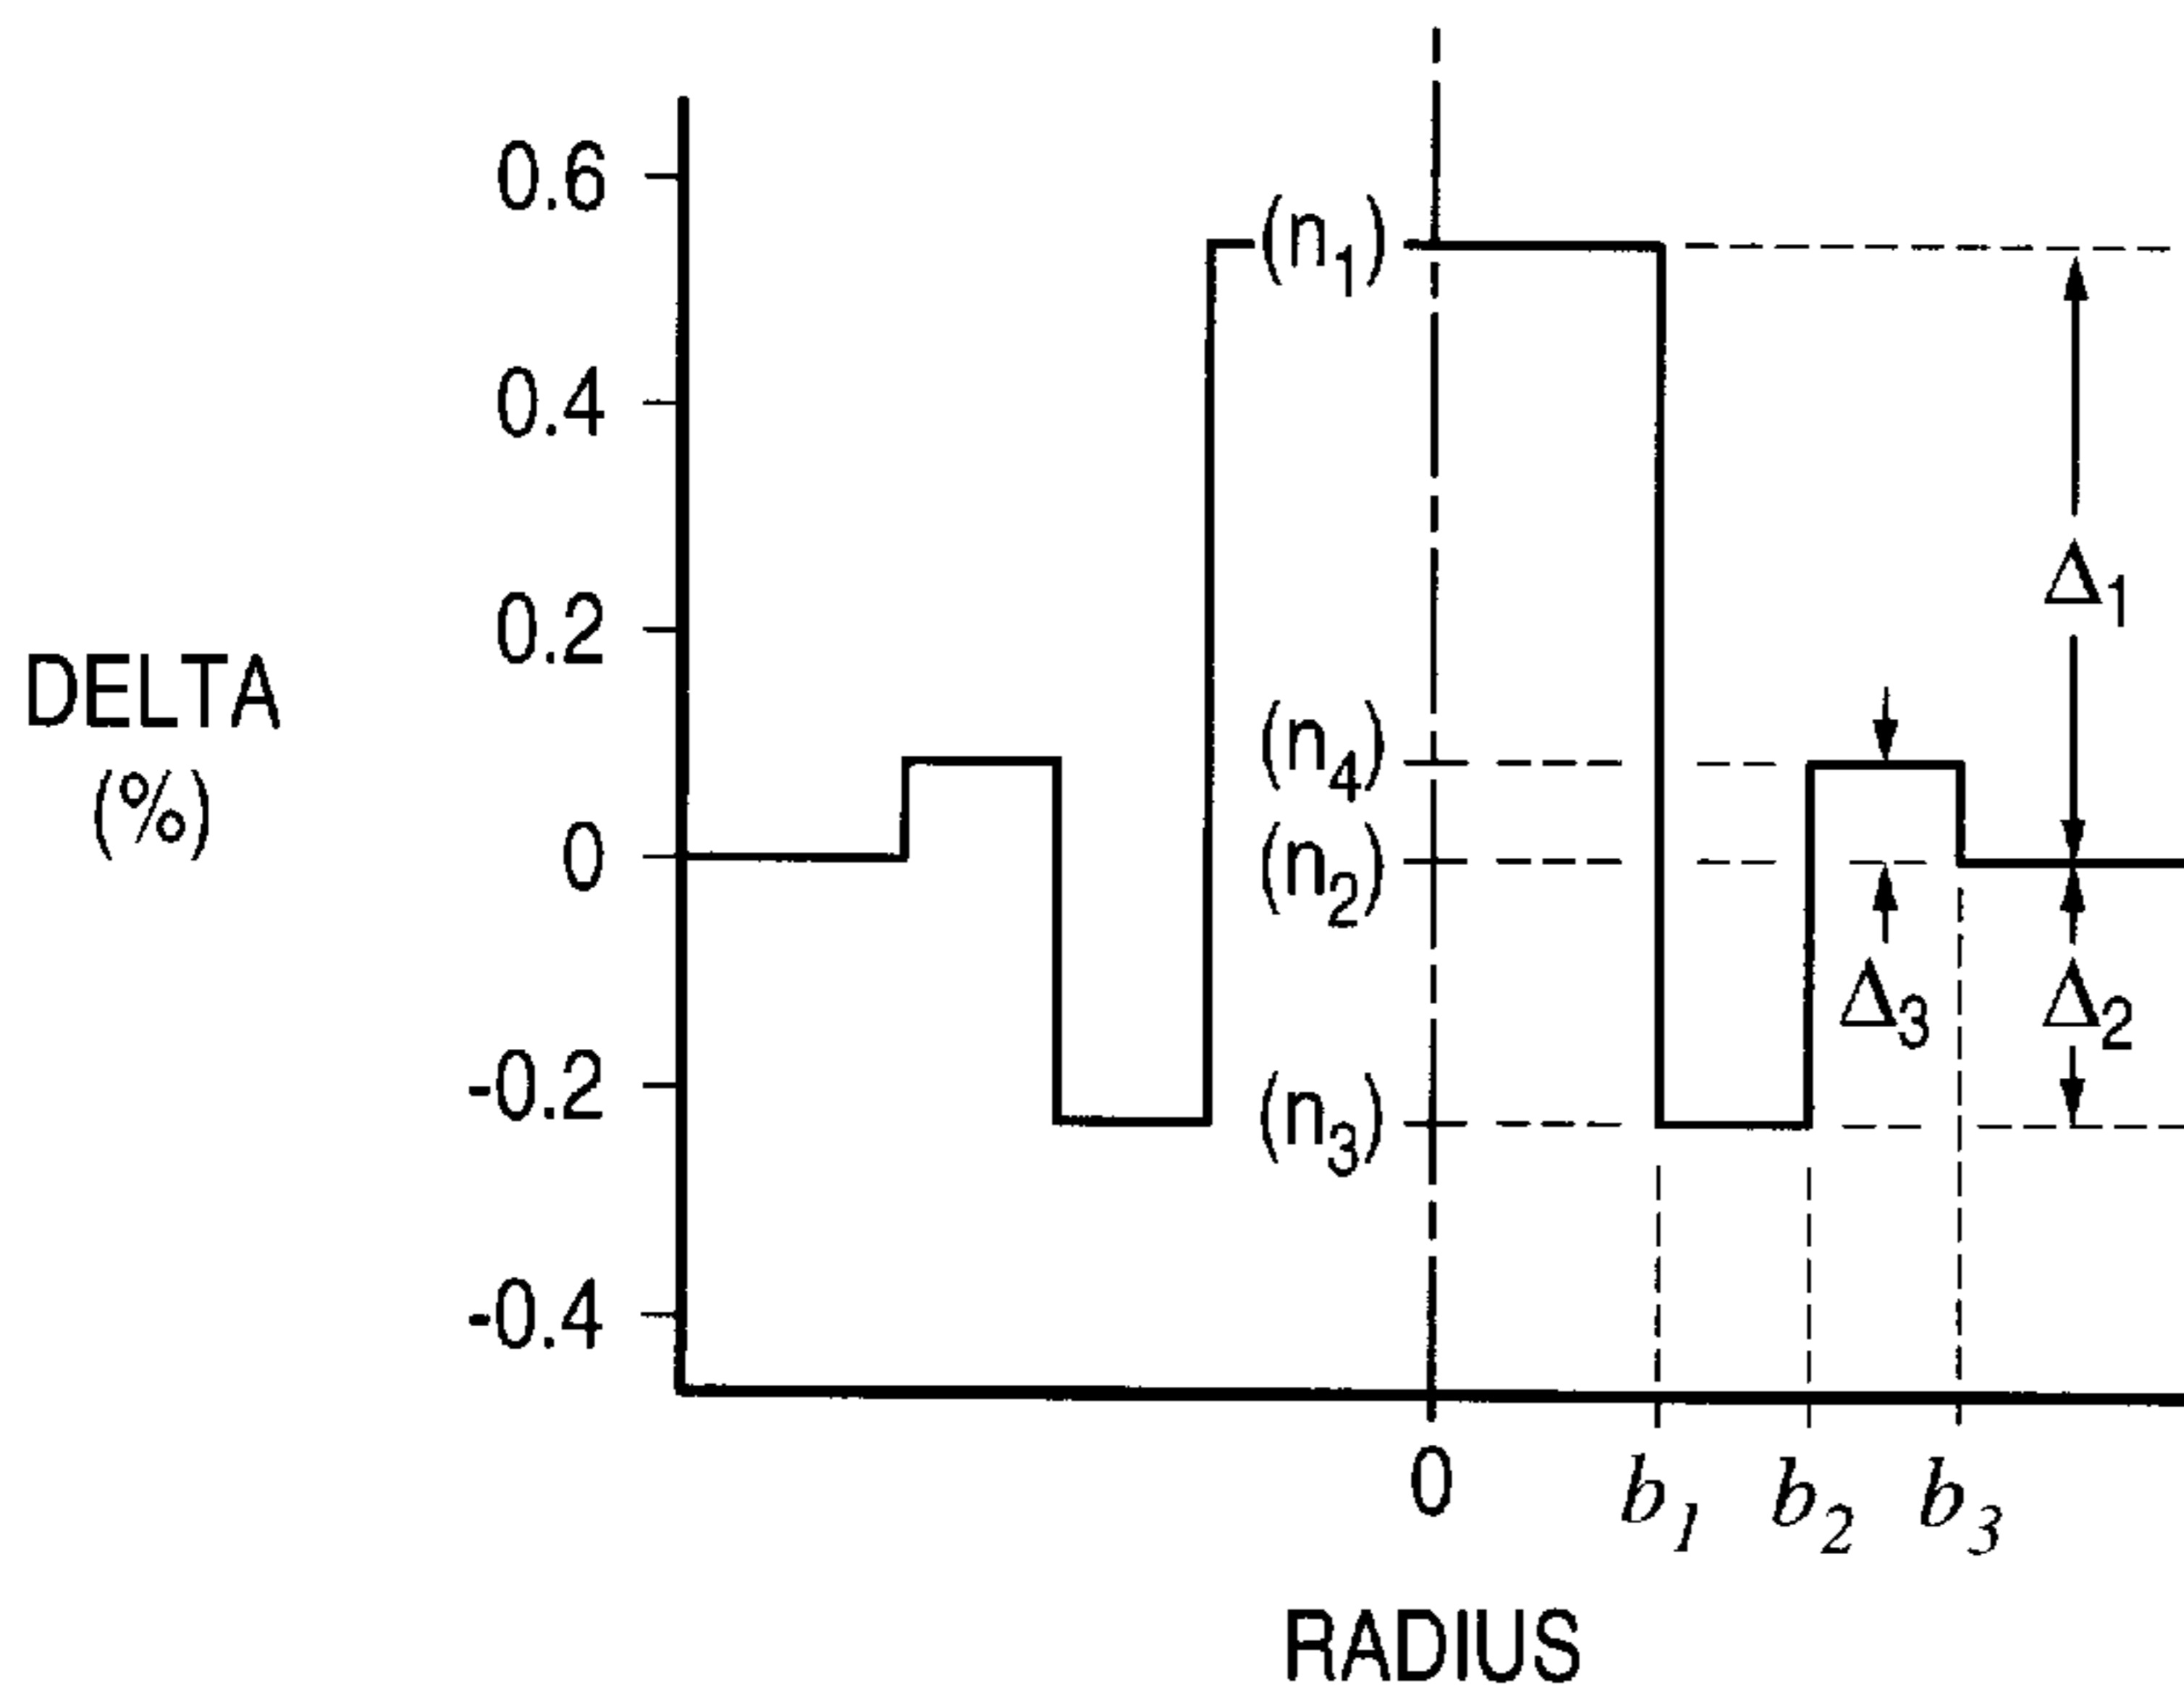 0.6
(n1)
0.4
Δ1
0.2
DELTA
(%)
(n4)
0
(n2)
Δ3
Δ2
-0.2
(n3)
-0.4
0
b1
b2
b3
RADIUS